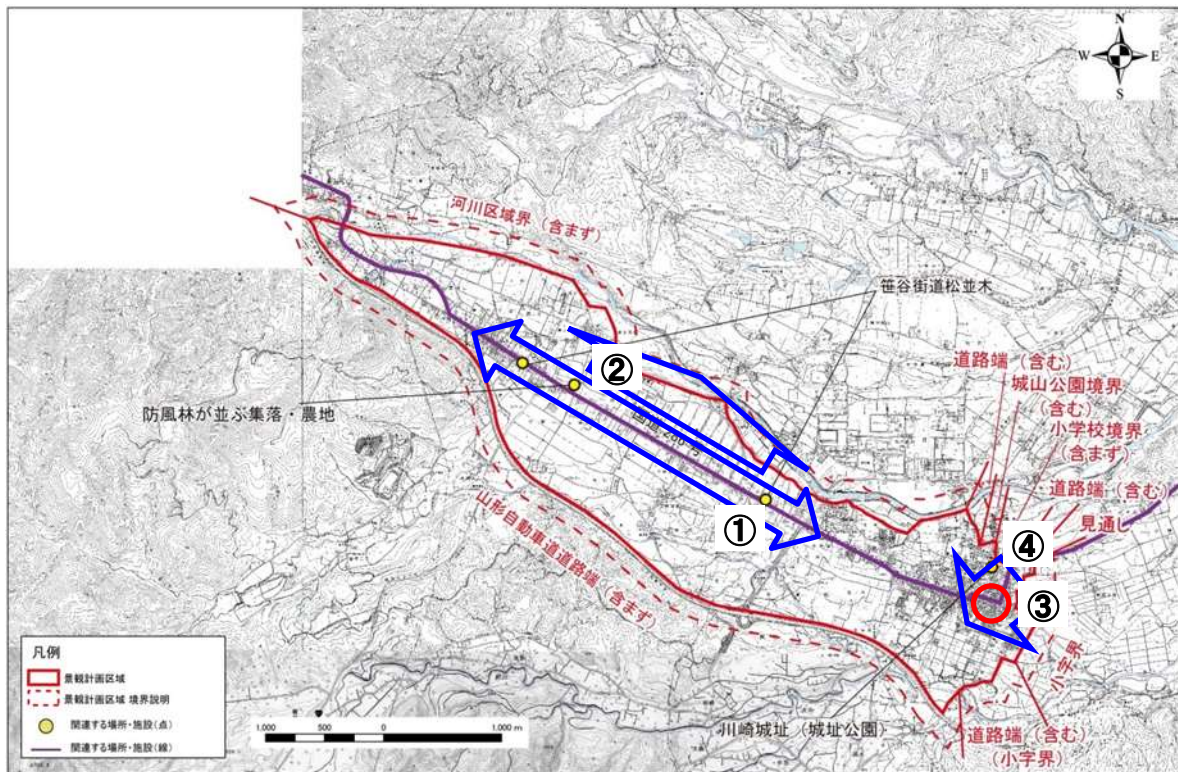 N
W
E
S
河川区域界（含まず）
笹谷街道松並木
②
道路端（含む）
城山公園境界
（含む）
小学校境界
（含まず）
防風林が並ぶ集落・農地
国道286号
道路端（含む）
見通し
①
④
山形自動車道道路端（含まず）
③
小字界
凡例
景観計画区域
景観計画区域 境界説明
関連する場所・施設（点）
関連する場所・施設（線）
1,000
500
0
1,000 m
川崎城址（城址公園）
道路端（含む）
（小字界）